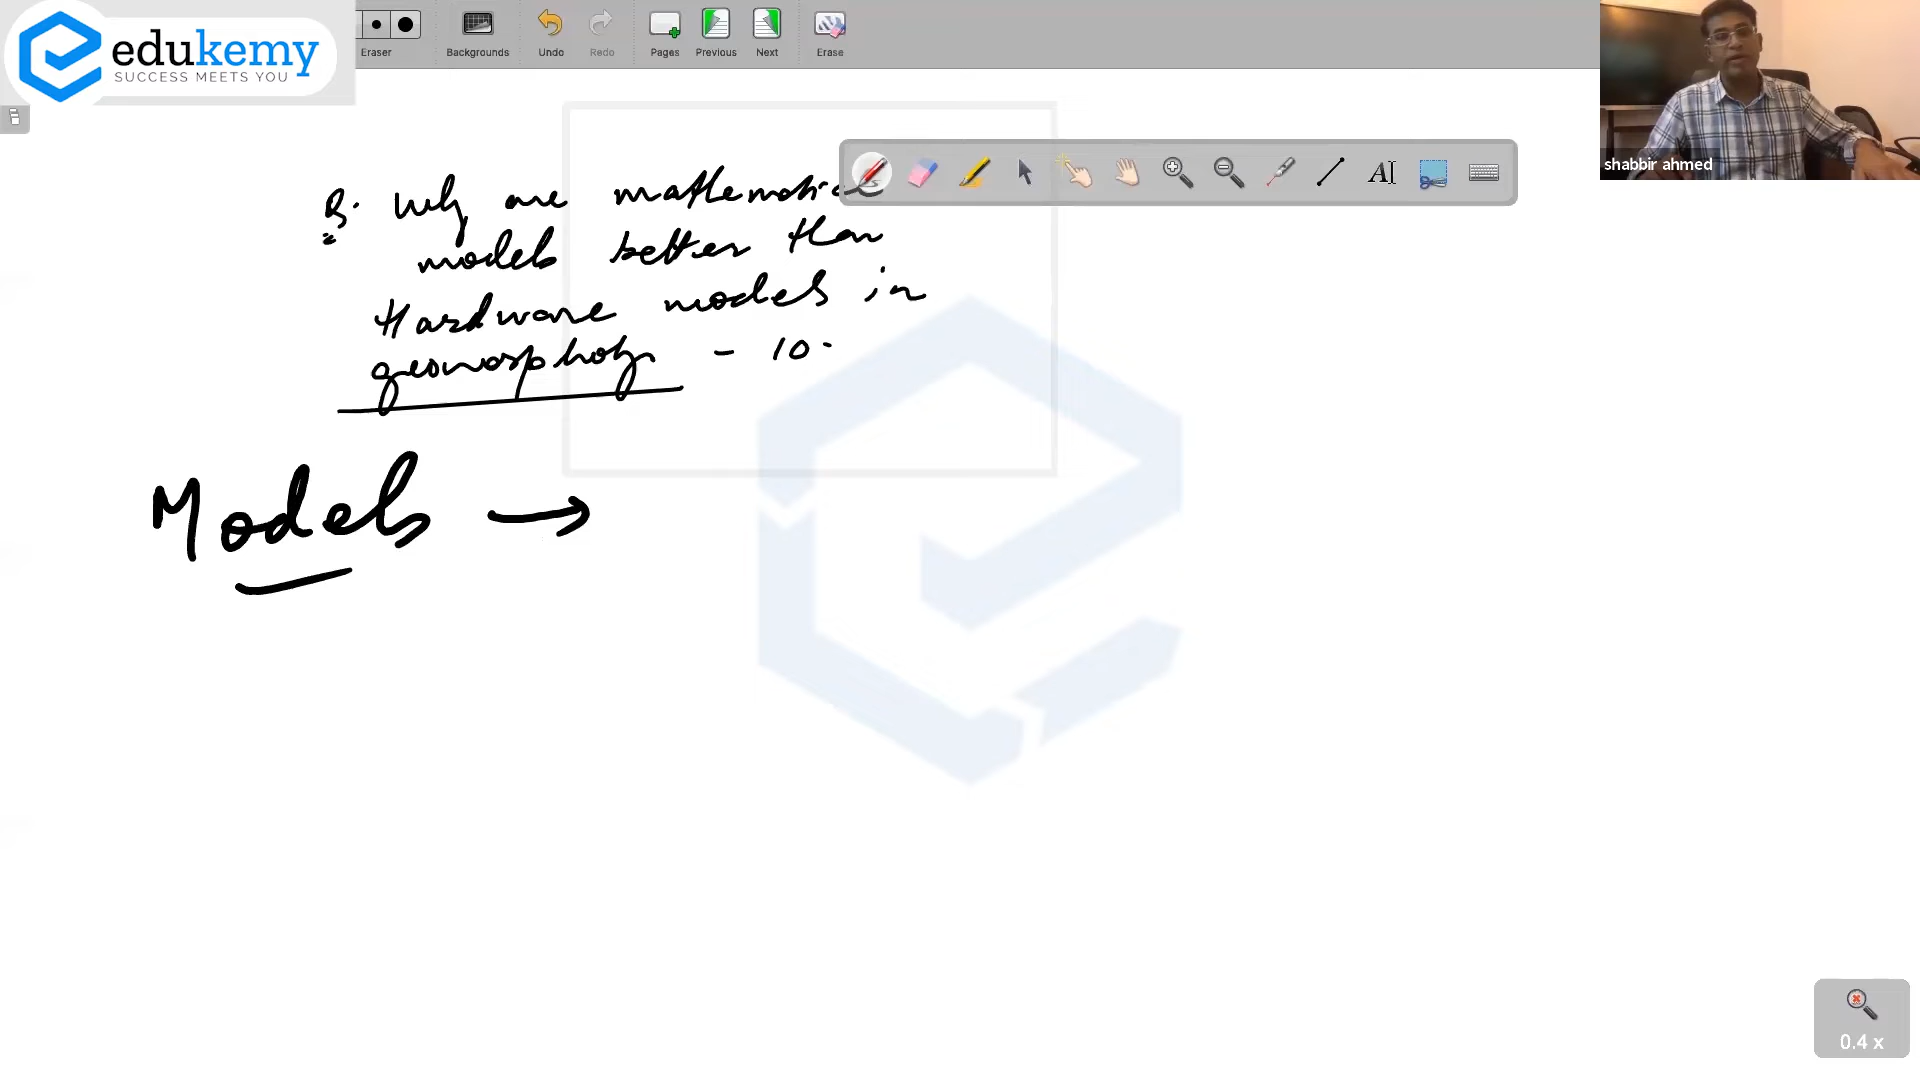 edukemy
SUCCESS MEETS YOU
Eraser
Backgrounds
Undo
Redo
Pages
Previous
Next
Erase
shabbir ahmed
Q. Why are mathematical
models better than
Hardware models in
geomorphology - 10.
Models →
0.4 x